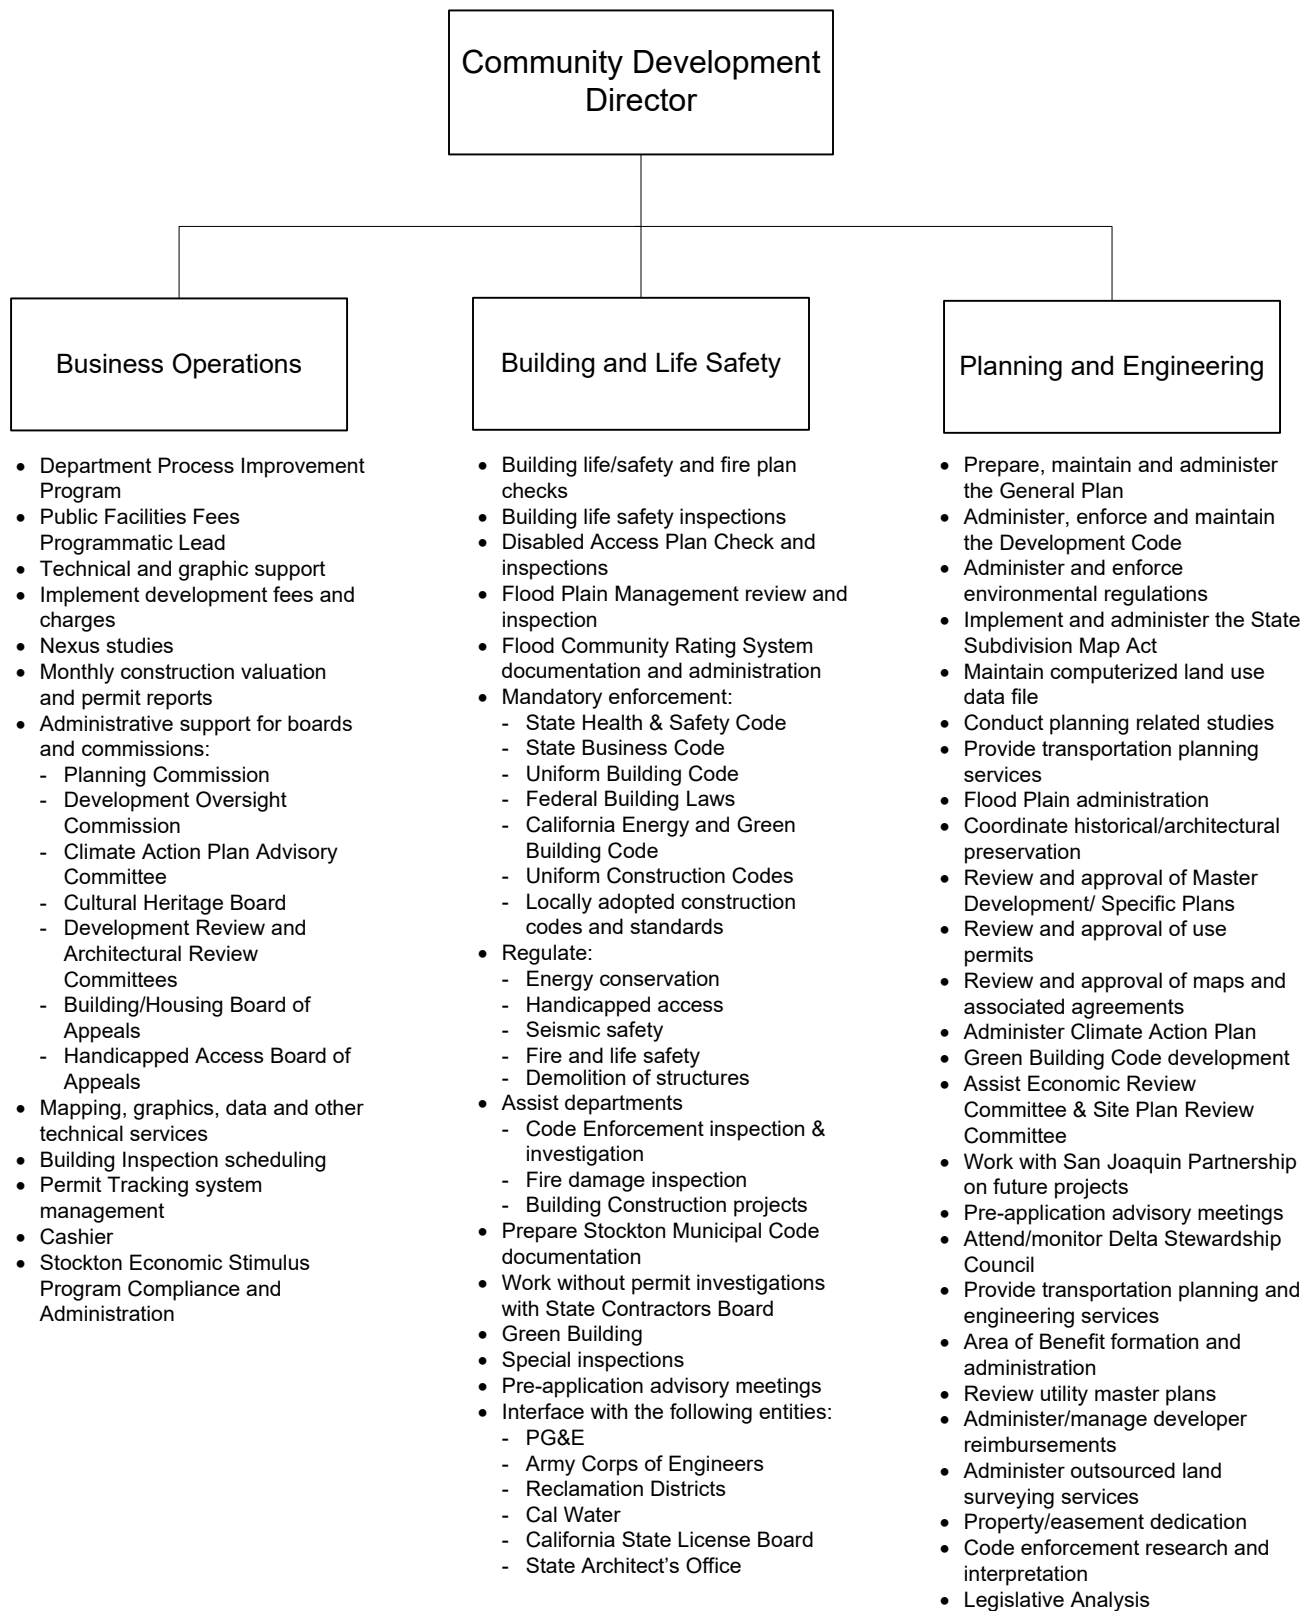 Community Development
Director
Business Operations
• Department Process Improvement
Program
• Public Facilities Fees
Programmatic Lead
• Technical and graphic support
• Implement development fees and
charges
• Nexus studies
• Monthly construction valuation
and permit reports
• Administrative support for boards
and commissions:
- Planning Commission
- Development Oversight
Commission
- Climate Action Plan Advisory
Committee
- Cultural Heritage Board
- Development Review and
Architectural Review
Committees
- Building/Housing Board of
Appeals
- Handicapped Access Board of
Appeals
• Mapping, graphics, data and other
technical services
• Building Inspection scheduling
• Permit Tracking system
management
• Cashier
• Stockton Economic Stimulus
Program Compliance and
Administration
Building and Life Safety
• Building life/safety and fire plan
checks
• Building life safety inspections
• Disabled Access Plan Check and
inspections
• Flood Plain Management review and
inspection
• Flood Community Rating System
documentation and administration
• Mandatory enforcement:
- State Health & Safety Code
- State Business Code
- Uniform Building Code
- Federal Building Laws
- California Energy and Green
Building Code
- Uniform Construction Codes
- Locally adopted construction
codes and standards
• Regulate:
- Energy conservation
- Handicapped access
- Seismic safety
- Fire and life safety
- Demolition of structures
• Assist departments
- Code Enforcement inspection &
investigation
- Fire damage inspection
- Building Construction projects
• Prepare Stockton Municipal Code
documentation
• Work without permit investigations
with State Contractors Board
• Green Building
• Special inspections
• Pre-application advisory meetings
• Interface with the following entities:
- PG&E
- Army Corps of Engineers
- Reclamation Districts
- Cal Water
- California State License Board
- State Architect's Office
Planning and Engineering
• Prepare, maintain and administer
the General Plan
• Administer, enforce and maintain
the Development Code
• Administer and enforce
environmental regulations
• Implement and administer the State
Subdivision Map Act
• Maintain computerized land use
data file
• Conduct planning related studies
• Provide transportation planning
services
• Flood Plain administration
• Coordinate historical/architectural
preservation
• Review and approval of Master
Development/ Specific Plans
• Review and approval of use
permits
• Review and approval of maps and
associated agreements
• Administer Climate Action Plan
• Green Building Code development
• Assist Economic Review
Committee & Site Plan Review
Committee
• Work with San Joaquin Partnership
on future projects
• Pre-application advisory meetings
• Attend/monitor Delta Stewardship
Council
• Provide transportation planning and
engineering services
• Area of Benefit formation and
administration
• Review utility master plans
• Administer/manage developer
reimbursements
• Administer outsourced land
surveying services
• Property/easement dedication
• Code enforcement research and
interpretation
• Legislative Analysis